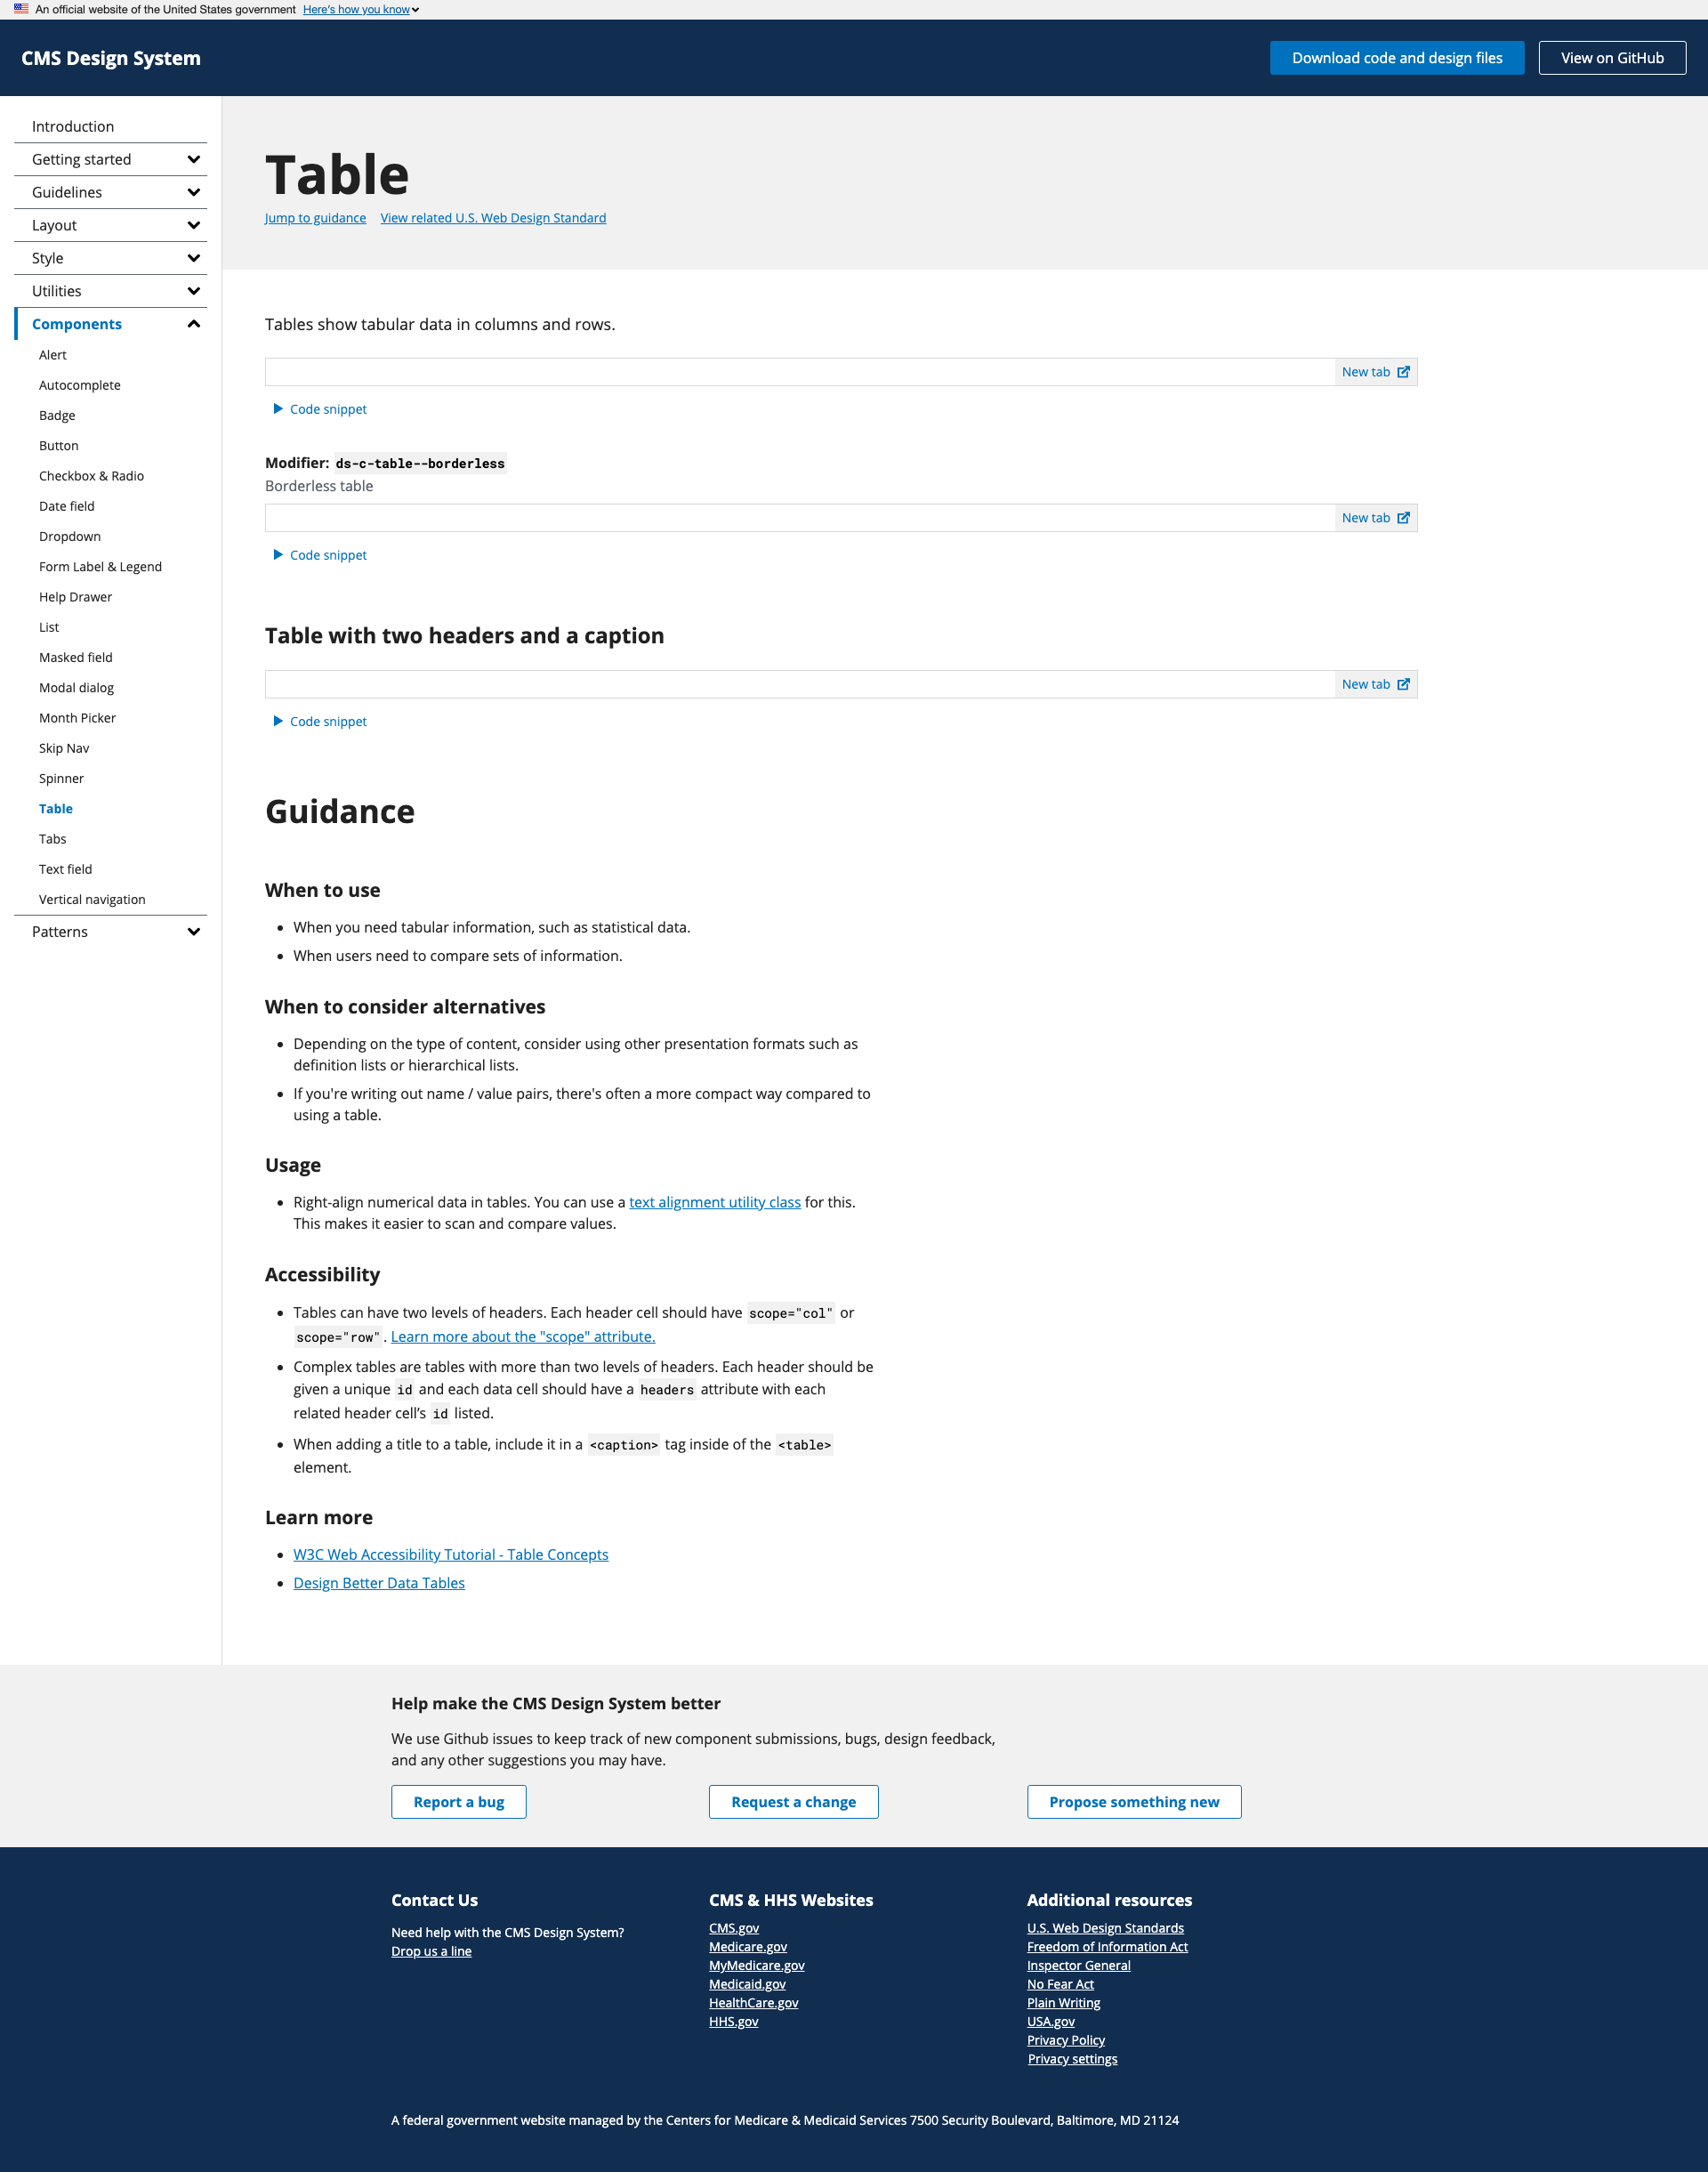 An official website of the United States government Here's how you know
CMS Design System
Download code and design files
View on GitHub
Introduction
Getting started
Guidelines
Layout
Style
Utilities
Components
Alert
Autocomplete
Badge
Button
Checkbox & Radio
Date field
Dropdown
Form Label & Legend
Help Drawer
List
Masked field
Modal dialog
Month Picker
Skip Nav
Spinner
Table
Tabs
Text field
Vertical navigation
Patterns
Table
Jump to guidance View related U.S. Web Design Standard
Tables show tabular data in columns and rows.
New tab
Code snippet
Modifier: ds-c-table--borderless
Borderless table
New tab
Code snippet
Table with two headers and a caption
New tab
Code snippet
Guidance
When to use
When you need tabular information, such as statistical data.
When users need to compare sets of information.
When to consider alternatives
Depending on the type of content, consider using other presentation formats such as
definition lists or hierarchical lists.
If you're writing out name / value pairs, there's often a more compact way compared to
using a table.
Usage
Right-align numerical data in tables. You can use a text alignment utility class for this.
This makes it easier to scan and compare values.
Accessibility
Tables can have two levels of headers. Each header cell should have scope="col" or
scope="row". Learn more about the "scope" attribute.
Complex tables are tables with more than two levels of headers. Each header should be
given a unique id and each data cell should have a headers attribute with each
related header cell’s id listed.
When adding a title to a table, include it in a <caption> tag inside of the <table>
element.
Learn more
W3C Web Accessibility Tutorial - Table Concepts
Design Better Data Tables
Help make the CMS Design System better
We use Github issues to keep track of new component submissions, bugs, design feedback,
and any other suggestions you may have.
Report a bug
Request a change
Propose something new
Contact Us
Need help with the CMS Design System?
Drop us a line
CMS & HHS Websites
CMS.gov
Medicare.gov
MyMedicare.gov
Medicaid.gov
HealthCare.gov
HHS.gov
Additional resources
U.S. Web Design Standards
Freedom of Information Act
Inspector General
No Fear Act
Plain Writing
USA.gov
Privacy Policy
Privacy settings
A federal government website managed by the Centers for Medicare & Medicaid Services 7500 Security Boulevard, Baltimore, MD 21124